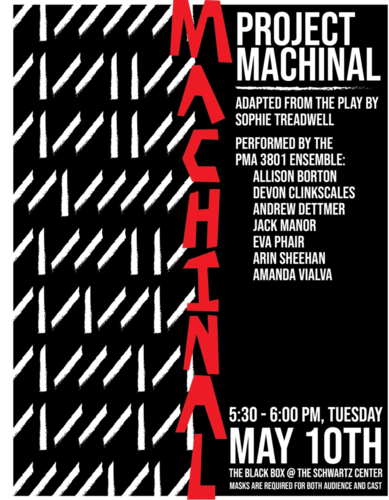 MACHINAL
PROJECT
MACHINAL
ADAPTED FROM THE PLAY BY
SOPHIE TREADWELL
PERFORMED BY THE
PMA 3801 ENSEMBLE:
ALLISON BORTON
DEVON CLINKSCALES
ANDREW DETTMER
JACK MANOR
EVA PHAIR
ARIN SHEEHAN
AMANDA VIALVA
5:30 - 6:00 PM, TUESDAY
MAY 10TH
THE BLACK BOX @ THE SCHWARTZ CENTER
MASKS ARE REQUIRED FOR BOTH AUDIENCE AND CAST